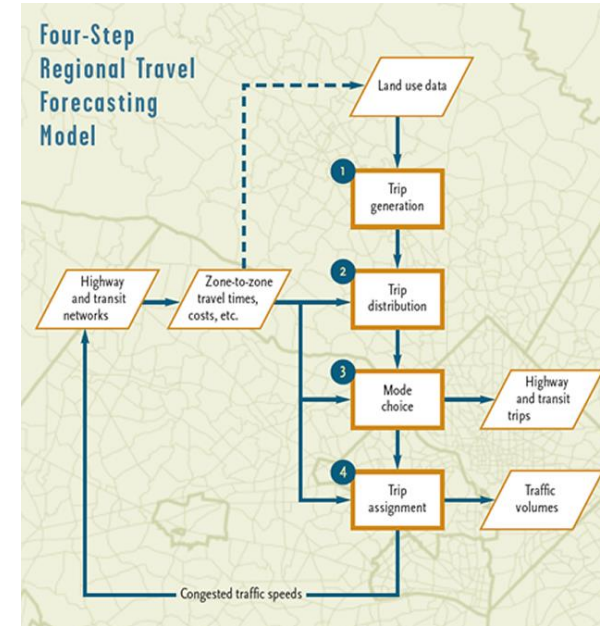 Four-Step
Regional Travel
Forecasting
Model
Land use data
1
Trip
generation
2
Trip
distribution
Highway
and transit
networks
Zone-to-zone
travel times,
costs, etc.
3
Mode
choice
Highway
and transit
trips
4
Trip
assignment
Traffic
volumes
Congested traffic speeds